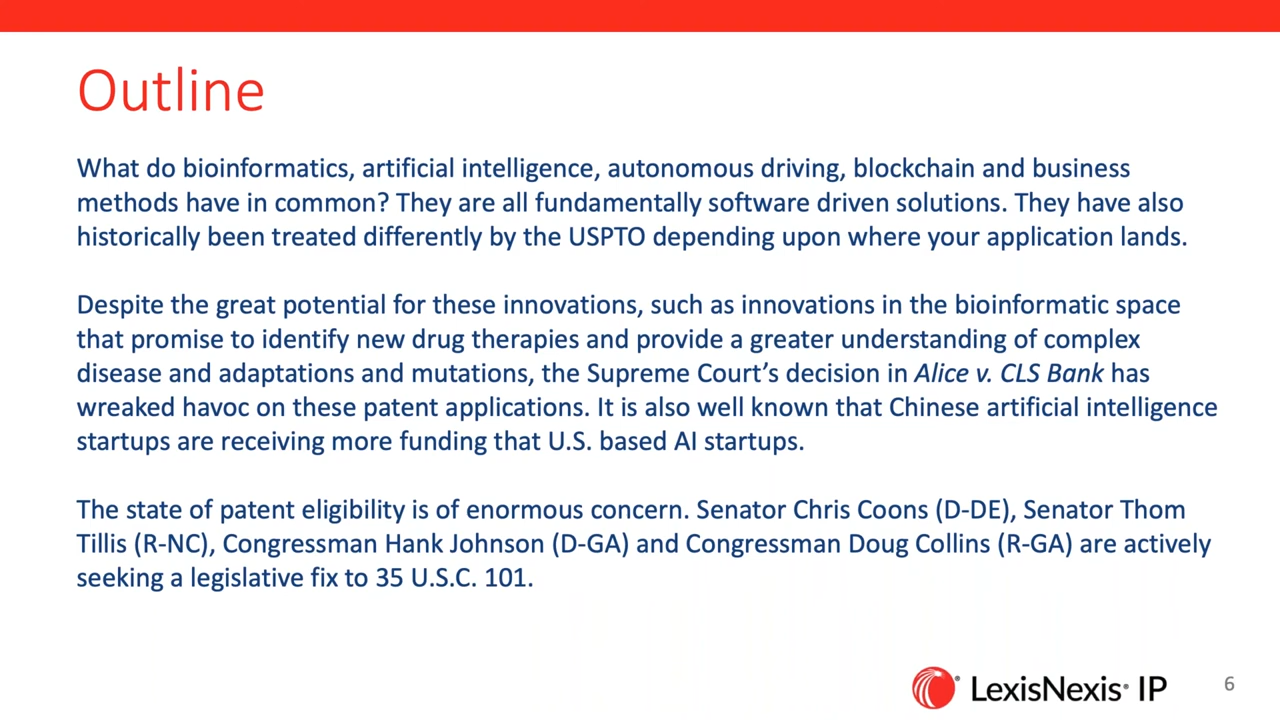 Outline
What do bioinformatics, artificial intelligence, autonomous driving, blockchain and business
methods have in common? They are all fundamentally software driven solutions. They have also
historically been treated differently by the USPTO depending upon where your application lands.
Despite the great potential for these innovations, such as innovations in the bioinformatic space
that promise to identify new drug therapies and provide a greater understanding of complex
disease and adaptations and mutations, the Supreme Court’s decision in Alice v. CLS Bank has
wreaked havoc on these patent applications. It is also well known that Chinese artificial intelligence
startups are receiving more funding that U.S. based AI startups.
The state of patent eligibility is of enormous concern. Senator Chris Coons (D-DE), Senator Thom
Tillis (R-NC), Congressman Hank Johnson (D-GA) and Congressman Doug Collins (R-GA) are actively
seeking a legislative fix to 35 U.S.C. 101.
® LexisNexis® IP
6